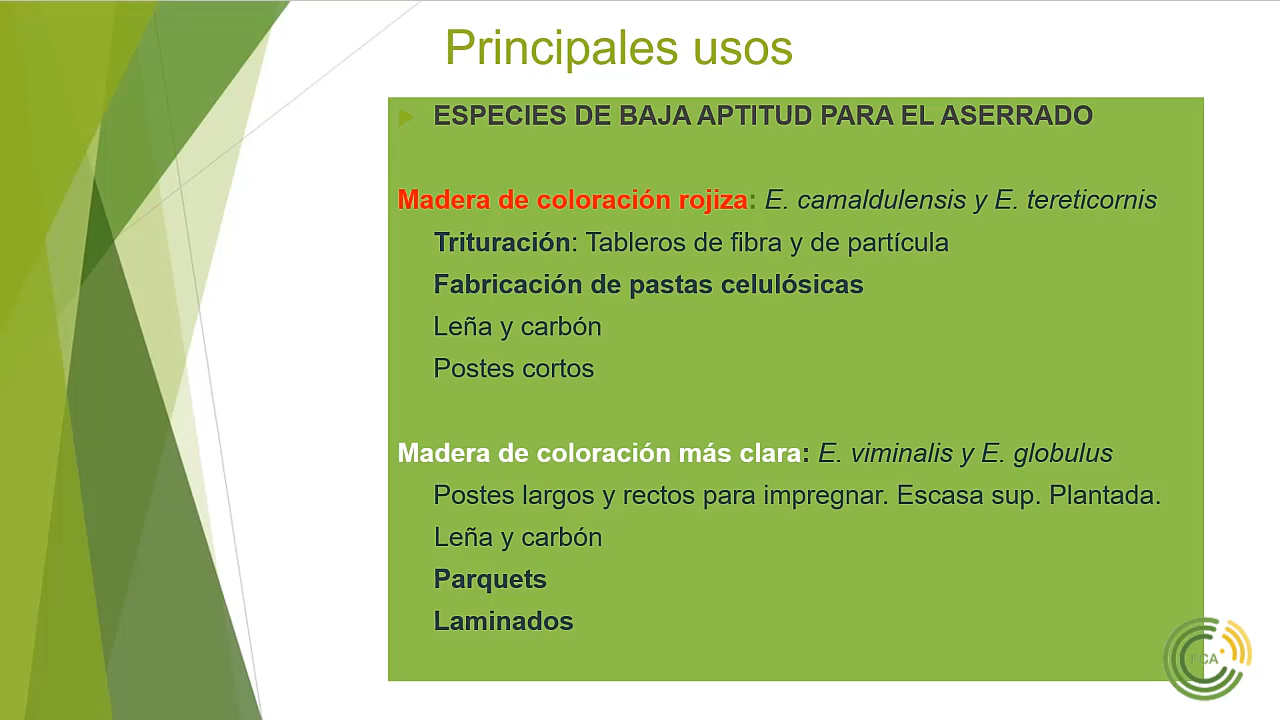 Principales usos
ESPECIES DE BAJA APTITUD PARA EL ASERRADO
Madera de coloración rojiza: E. camaldulensis y E. tereticornis
Trituración: Tableros de fibra y de partícula
Fabricación de pastas celulósicas
Leña y carbón
Postes cortos
Madera de coloración más clara: E. viminalis y E. globulus
Postes largos y rectos para impregnar. Escasa sup. Plantada.
Leña y carbón
Parquets
Laminados
FCA